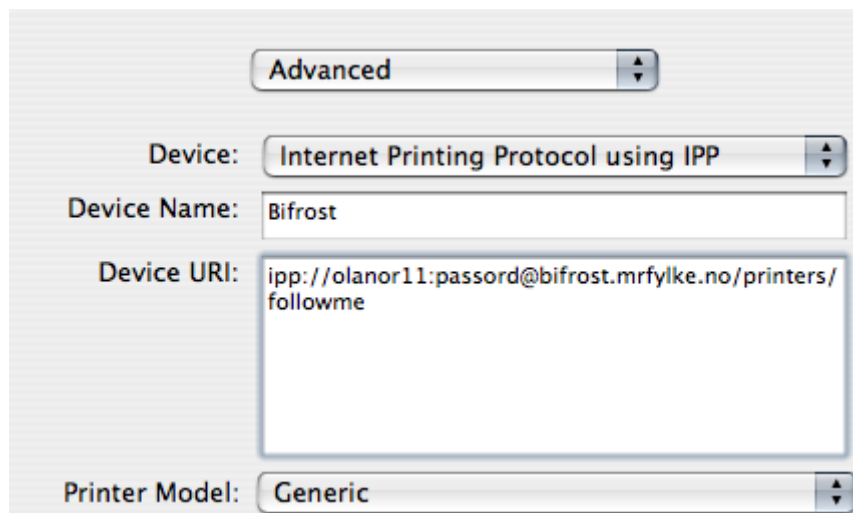 Advanced
Device: Internet Printing Protocol using IPP
Device Name: Bifrost
Device URI: ipp://olanor11:passord@bifrost.mrfylke.no/printers/
followme
Printer Model: Generic